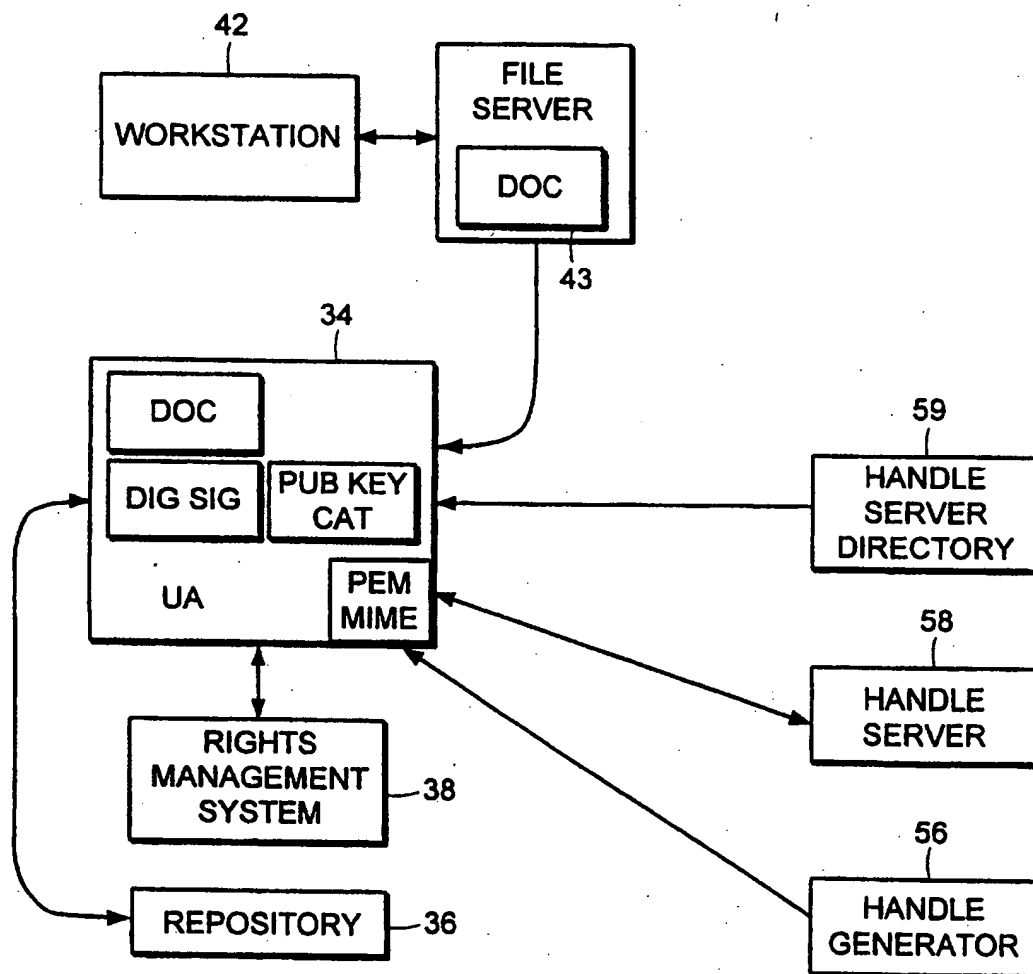 42
FILE
SERVER
WORKSTATION
DOC
43
34
DOC
59
DIG SIG
PUB KEY
CAT
HANDLE
SERVER
DIRECTORY
UA
PEM
MIME
58
HANDLE
SERVER
RIGHTS
MANAGEMENT
SYSTEM
38
56
REPOSITORY
36
HANDLE
GENERATOR